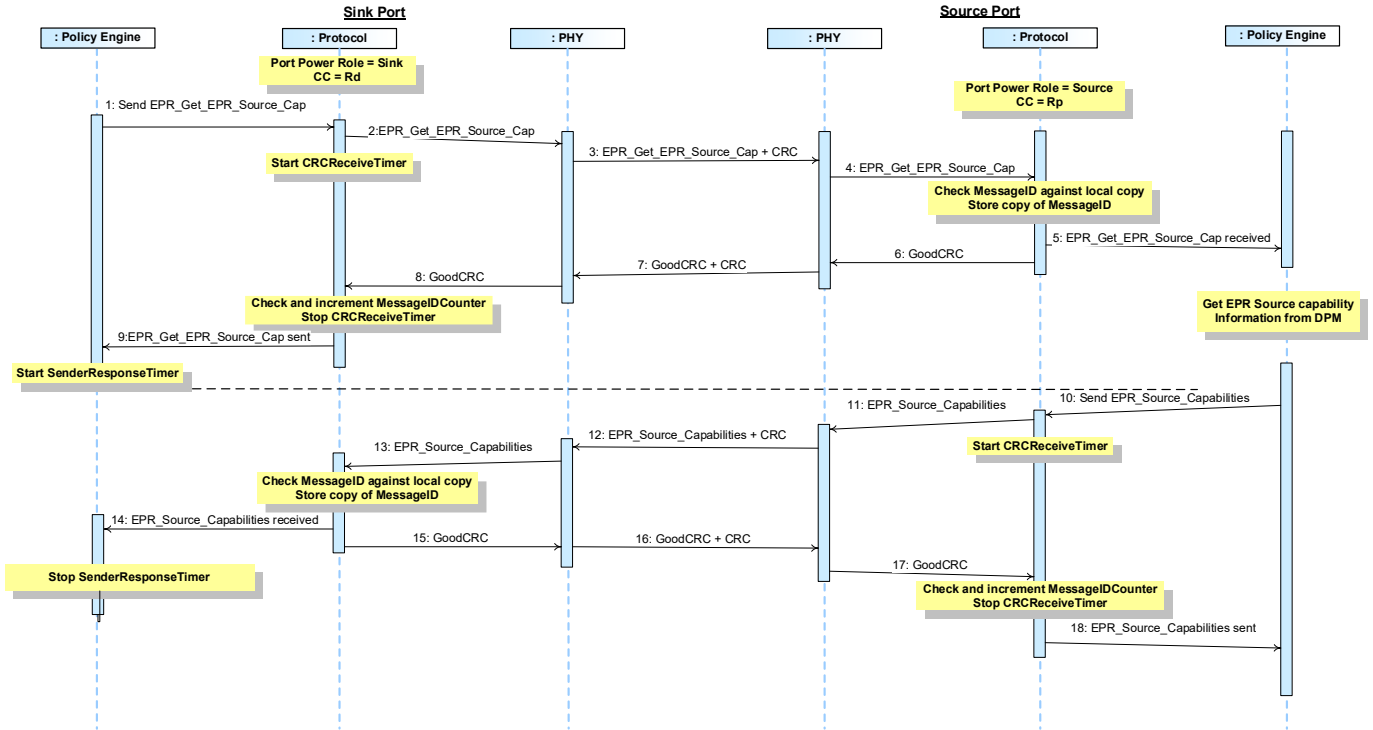 Sink Port
Source Port
: Policy Engine
: Protocol
: PHY
: PHY
: Protocol
: Policy Engine
Port Power Role = Sink
CC = Rd
Port Power Role = Source
CC = Rp
1: Send EPR_Get_EPR_Source_Cap
2:EPR_Get_EPR_Source_Cap
Start CRCReceiveTimer
3: EPR_Get_EPR_Source_Cap + CRC
4: EPR_Get_EPR_Source_Cap
Check MessageID against local copy
Store copy of MessageID
5: EPR_Get_EPR_Source_Cap received
6: GoodCRC
7: GoodCRC + CRC
8: GoodCRC
Check and increment MessageIDCounter
Stop CRCReceiveTimer
Get EPR Source capability
Information from DPM
9:EPR_Get_EPR_Source_Cap sent
Start SenderResponseTimer
10: Send EPR_Source_Capabilities
11: EPR_Source_Capabilities
Start CRCReceiveTimer
12: EPR_Source_Capabilities + CRC
13: EPR_Source_Capabilities
Check MessageID against local copy
Store copy of MessageID
14: EPR_Source_Capabilities received
15: GoodCRC
16: GoodCRC + CRC
17: GoodCRC
Stop SenderResponseTimer
Check and increment MessageIDCounter
Stop CRCReceiveTimer
18: EPR_Source_Capabilities sent